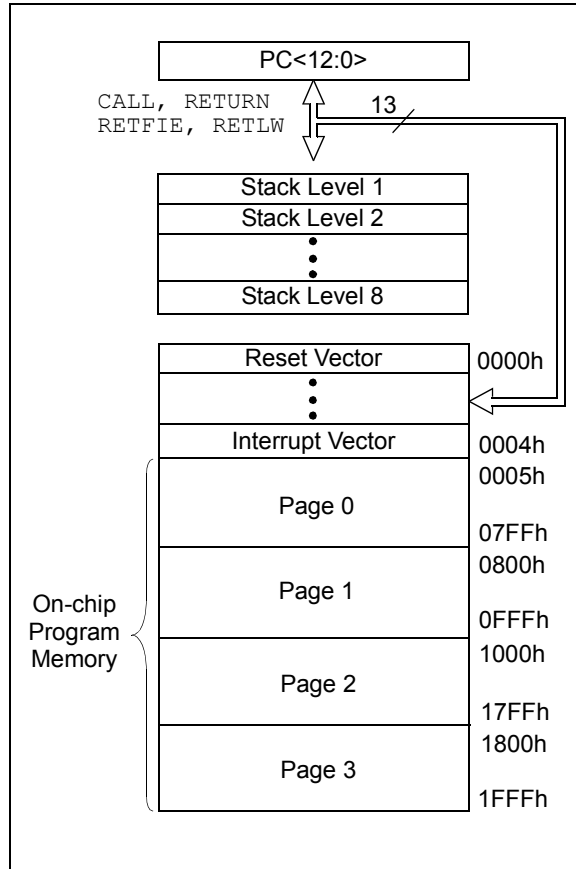 PC<12:0>
CALL, RETURN
RETFIE, RETLW
13
Stack Level 1
Stack Level 2
Stack Level 8
Reset Vector
0000h
Interrupt Vector
0004h
0005h
Page 0
07FFh
0800h
Page 1
0FFFh
On-chip
Program
Memory
1000h
Page 2
17FFh
1800h
Page 3
1FFFh